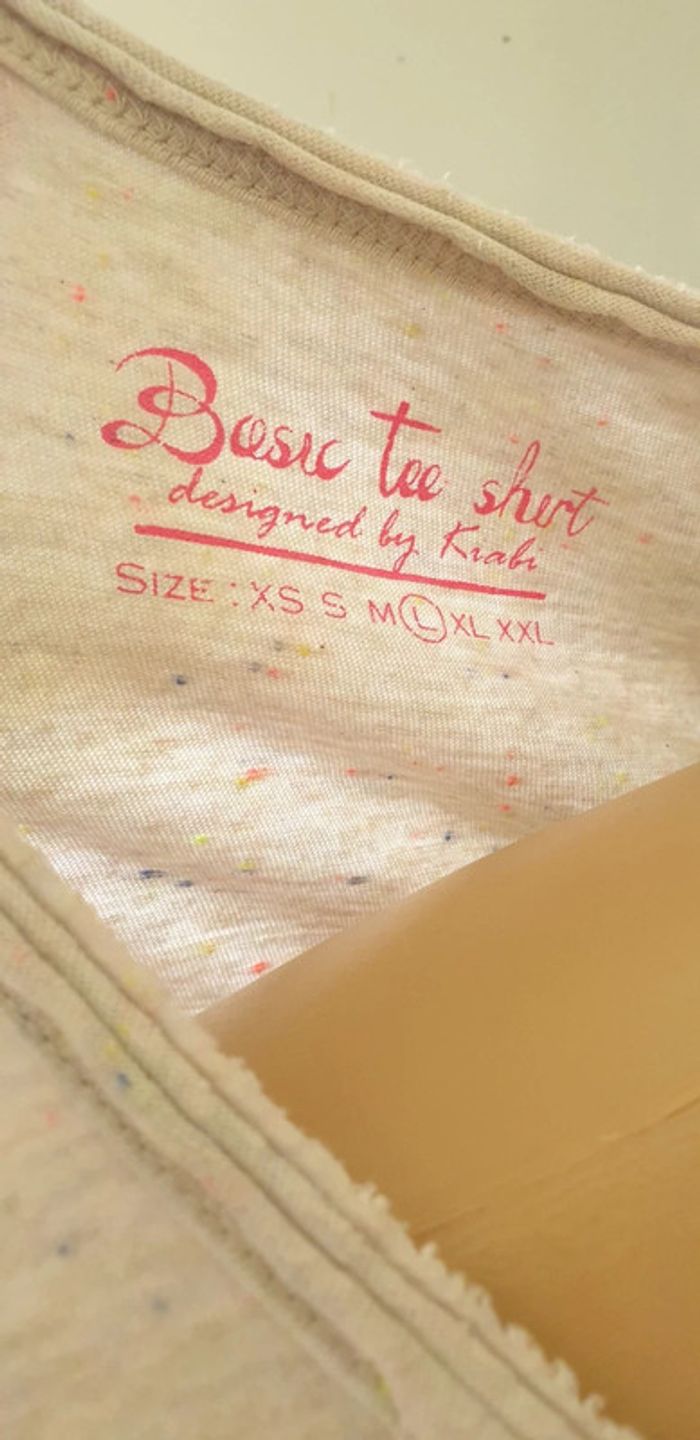 Basic tee shirt
designed by Kiabi
SIZE : XS S M L XL XXL